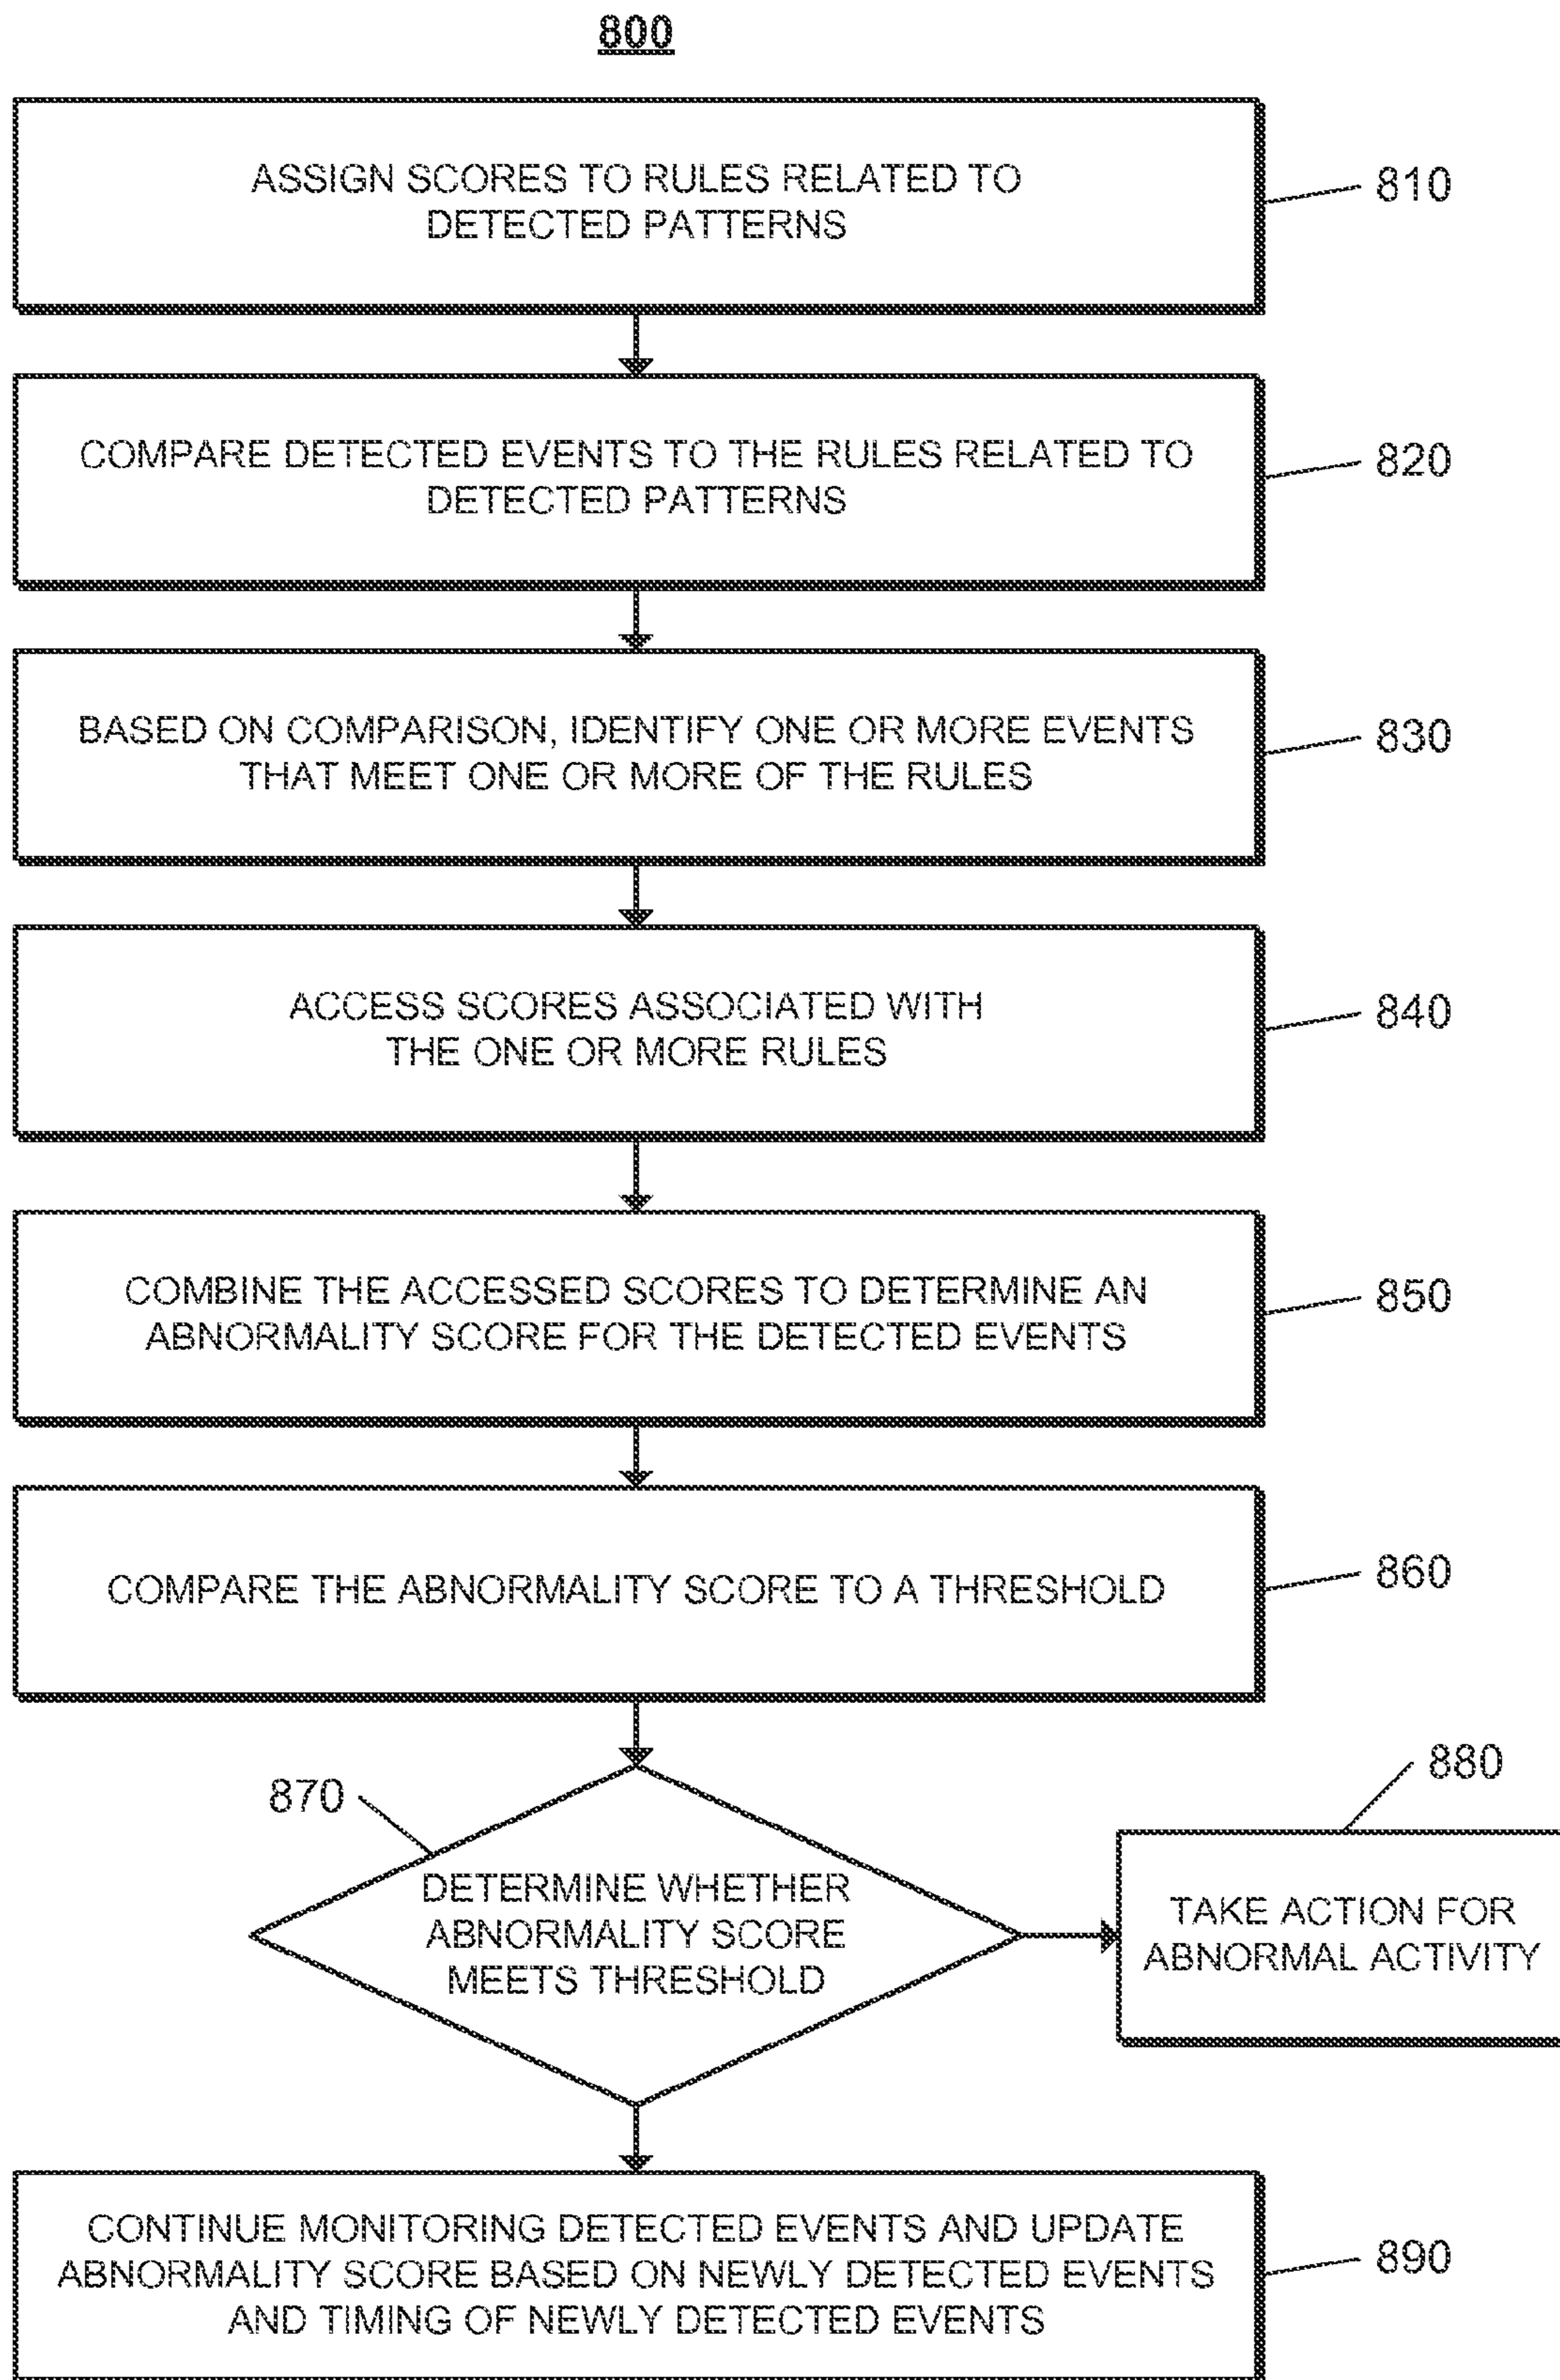 800
ASSIGN SCORES TO RULES RELATED TO
DETECTED PATTERNS
810
COMPARE DETECTED EVENTS TO THE RULES RELATED TO
DETECTED PATTERNS
820
BASED ON COMPARISON, IDENTIFY ONE OR MORE EVENTS
THAT MEET ONE OR MORE OF THE RULES
830
ACCESS SCORES ASSOCIATED WITH
THE ONE OR MORE RULES
840
COMBINE THE ACCESSED SCORES TO DETERMINE AN
ABNORMALITY SCORE FOR THE DETECTED EVENTS
850
COMPARE THE ABNORMALITY SCORE TO A THRESHOLD
860
870
DETERMINE WHETHER
ABNORMALITY SCORE
MEETS THRESHOLD
880
TAKE ACTION FOR
ABNORMAL ACTIVITY
CONTINUE MONITORING DETECTED EVENTS AND UPDATE
ABNORMALITY SCORE BASED ON NEWLY DETECTED EVENTS
AND TIMING OF NEWLY DETECTED EVENTS
890